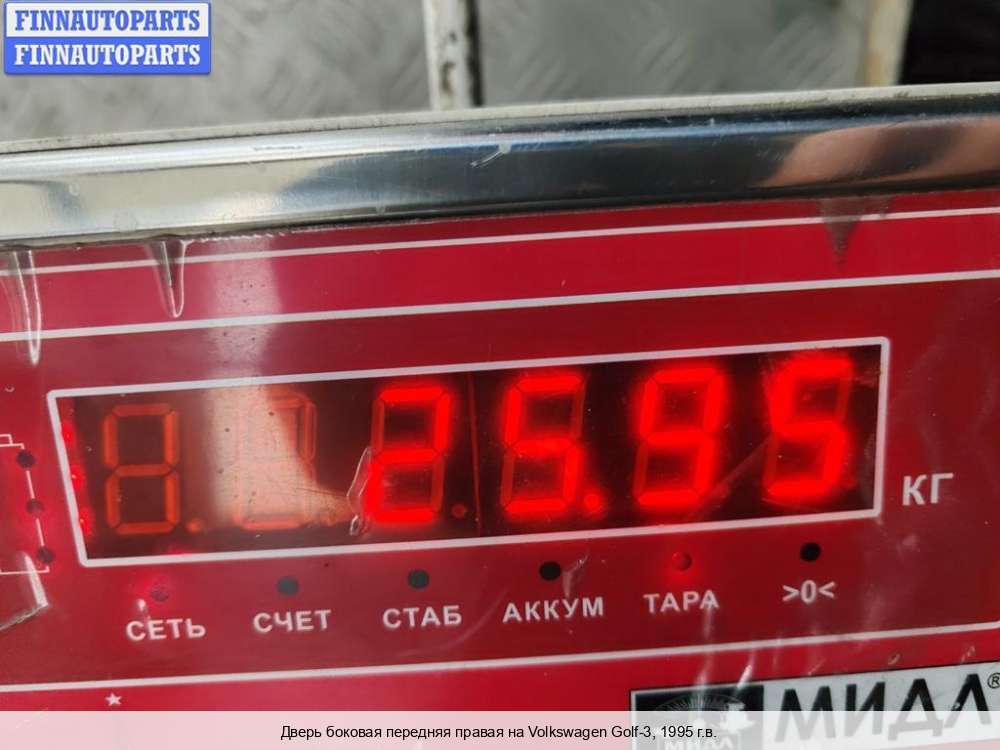 FINNAUTOPARTS
FINNAUTOPARTS
25.95
КГ
СЕТЬ СЧЕТ СТАБ АККУМ ТАРА >0<
МИДЛ®
МИДЛ
Дверь боковая передняя правая на Volkswagen Golf-3, 1995 г.в.